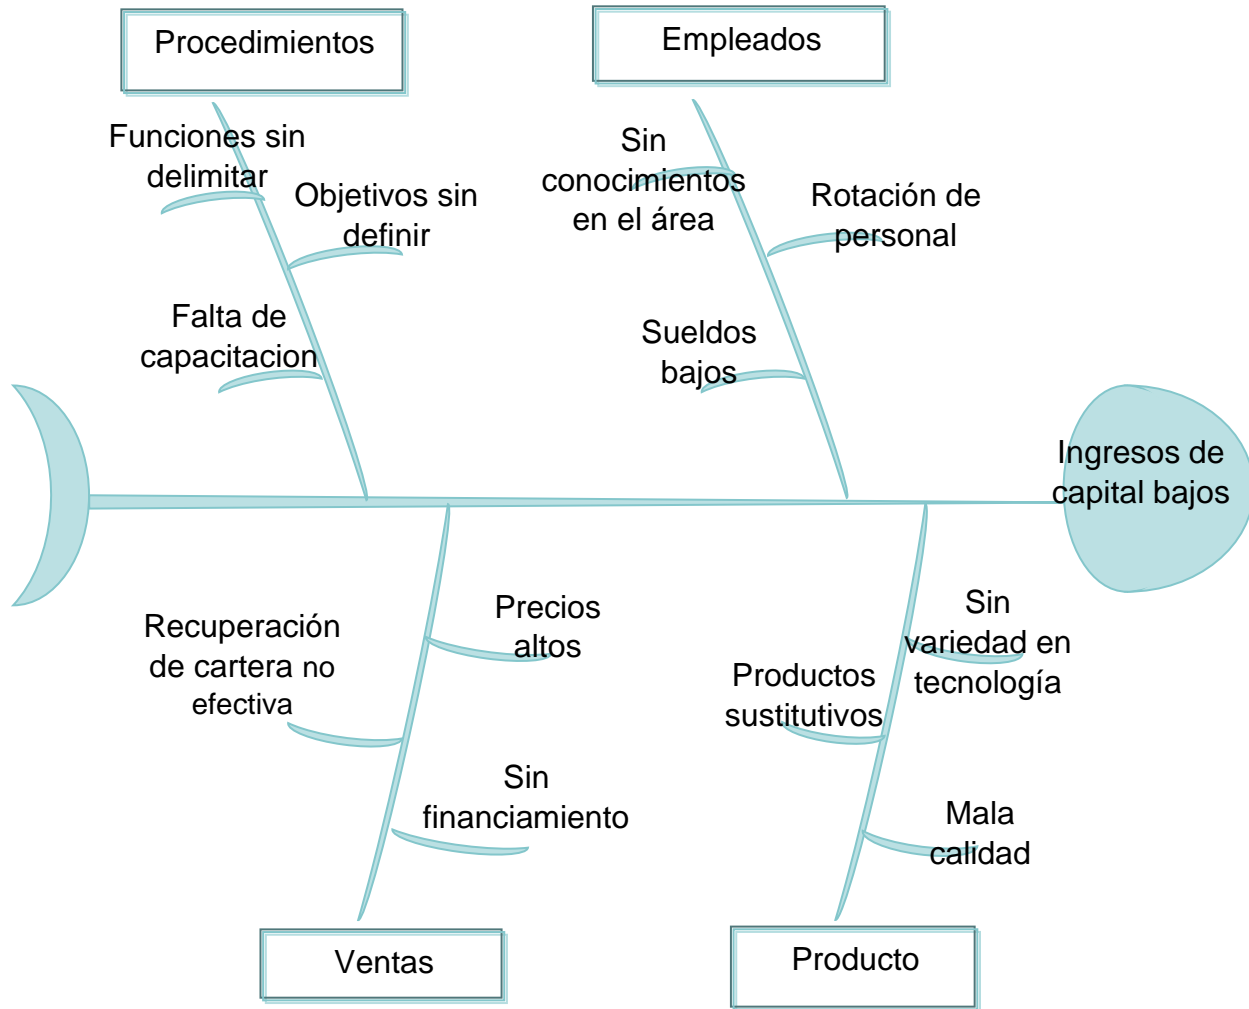 Procedimientos
Empleados
Funciones sin
delimitar
Objetivos sin
definir
Falta de
capacitacion
Sin
conocimientos
en el área
Rotación de
personal
Sueldos
bajos
Ingresos de
capital bajos
Recuperación
de cartera no
efectiva
Precios
altos
Sin
financiamiento
Productos
sustitutivos
Sin
variedad en
tecnología
Mala
calidad
Ventas
Producto